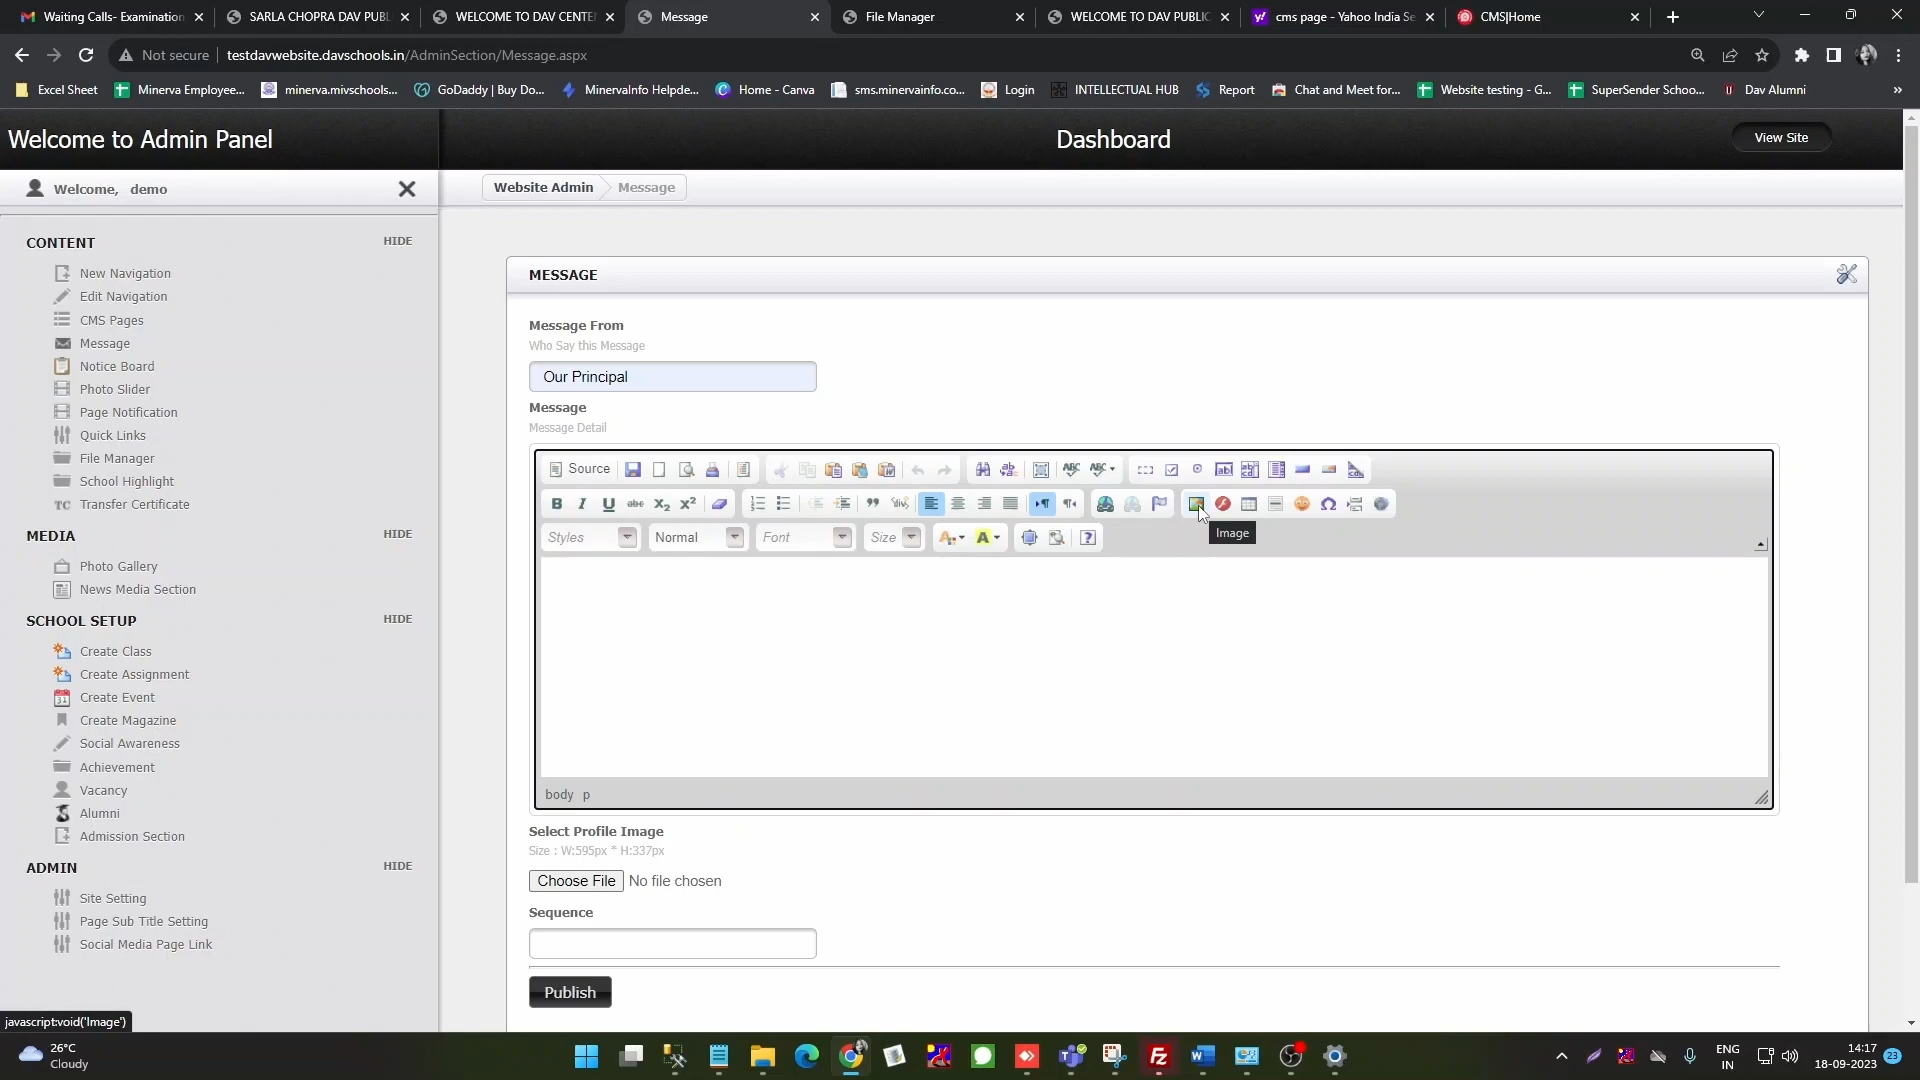 Waiting Calls- Examination
SARLA CHOPRA DAV PUBL
WELCOME TO DAV CENTE
Message
File Manager
WELCOME TO DAV PUBLIC
cms page - Yahoo India Se
CMS|Home
Not secure
testdavwebsite.davschools.in/AdminSection/Message.aspx
Excel Sheet
Minerva Employee...
minerva.mivschools...
GoDaddy | Buy Do...
MinervaInfo Helpde...
Home - Canva
sms.minervainfo.co...
Login
INTELLECTUAL HUB
Report
Chat and Meet for...
Website testing - G...
SuperSender Schoo...
Dav Alumni
Welcome to Admin Panel
Dashboard
View Site
Welcome, demo
Website Admin
Message
CONTENT
HIDE
New Navigation
Edit Navigation
CMS Pages
Message
Notice Board
Photo Slider
Page Notification
Quick Links
File Manager
School Highlight
TC Transfer Certificate
MEDIA
HIDE
Photo Gallery
News Media Section
SCHOOL SETUP
HIDE
Create Class
Create Assignment
31 Create Event
Create Magazine
Social Awareness
Achievement
Vacancy
Alumni
Admission Section
ADMIN
HIDE
Site Setting
Page Sub Title Setting
Social Media Page Link
MESSAGE
Message From
Who Say this Message
Our Principal
Message
Message Detail
Source
Styles
Normal
Font
Size
Image
body p
Select Profile Image
Size : W:595px * H:337px
Choose File No file chosen
Sequence
Publish
javascript:void('Image')
26°C
Cloudy
ENG
IN
14:17
18-09-2023
23